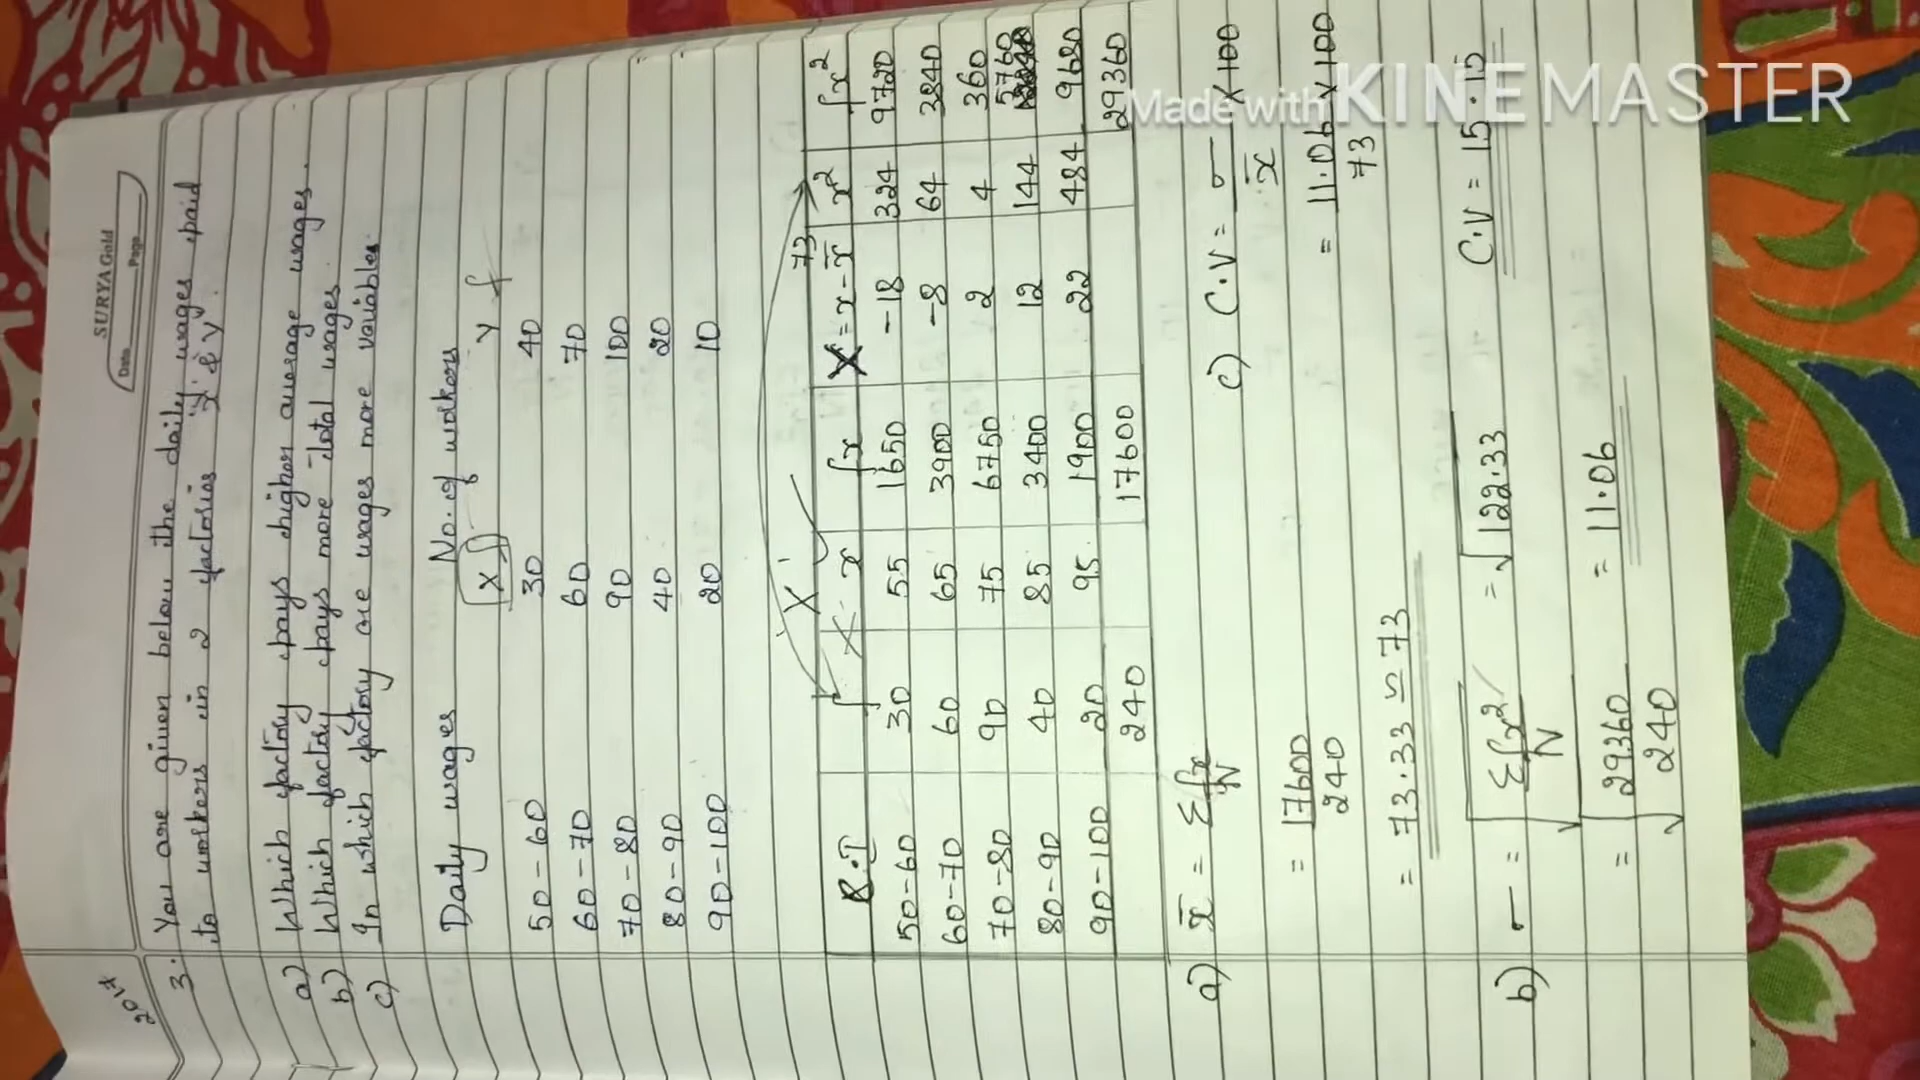 SURYA Gold
Date
Page
2017
3. You are given below the daily wages paid
to workers in 2 factories 'x' & y.
a) Which factory pays higher average wages.
b) Which factory pays more total wages
c) In which factory are wages more variables.
Daily wages No. of workers
X Y f
50-60 30 40
60-70 60 70
70-80 90 100
80-90 40 20
90-100 20 10
'X'
73
C.I f x fx X = x - x̄ x² fx²
50-60 30 55 1650 -18 324 9720
60-70 60 65 3900 -8 64 3840
70-80 90 75 6750 2 4 360
80-90 40 85 3400 12 144 5760
90-100 20 95 1900 22 484 9680
240 17600 29360
a) x̄ = Σfx/N
= 17600/240
= 73.33 ≃ 73
b) σ = √Σfx²/N = √122.33
= √29360/240 = 11.06
c) C.V = σ/x̄ X 100
= 11.06 X 100/73
C.V = 15.15
Made with KINEMASTER